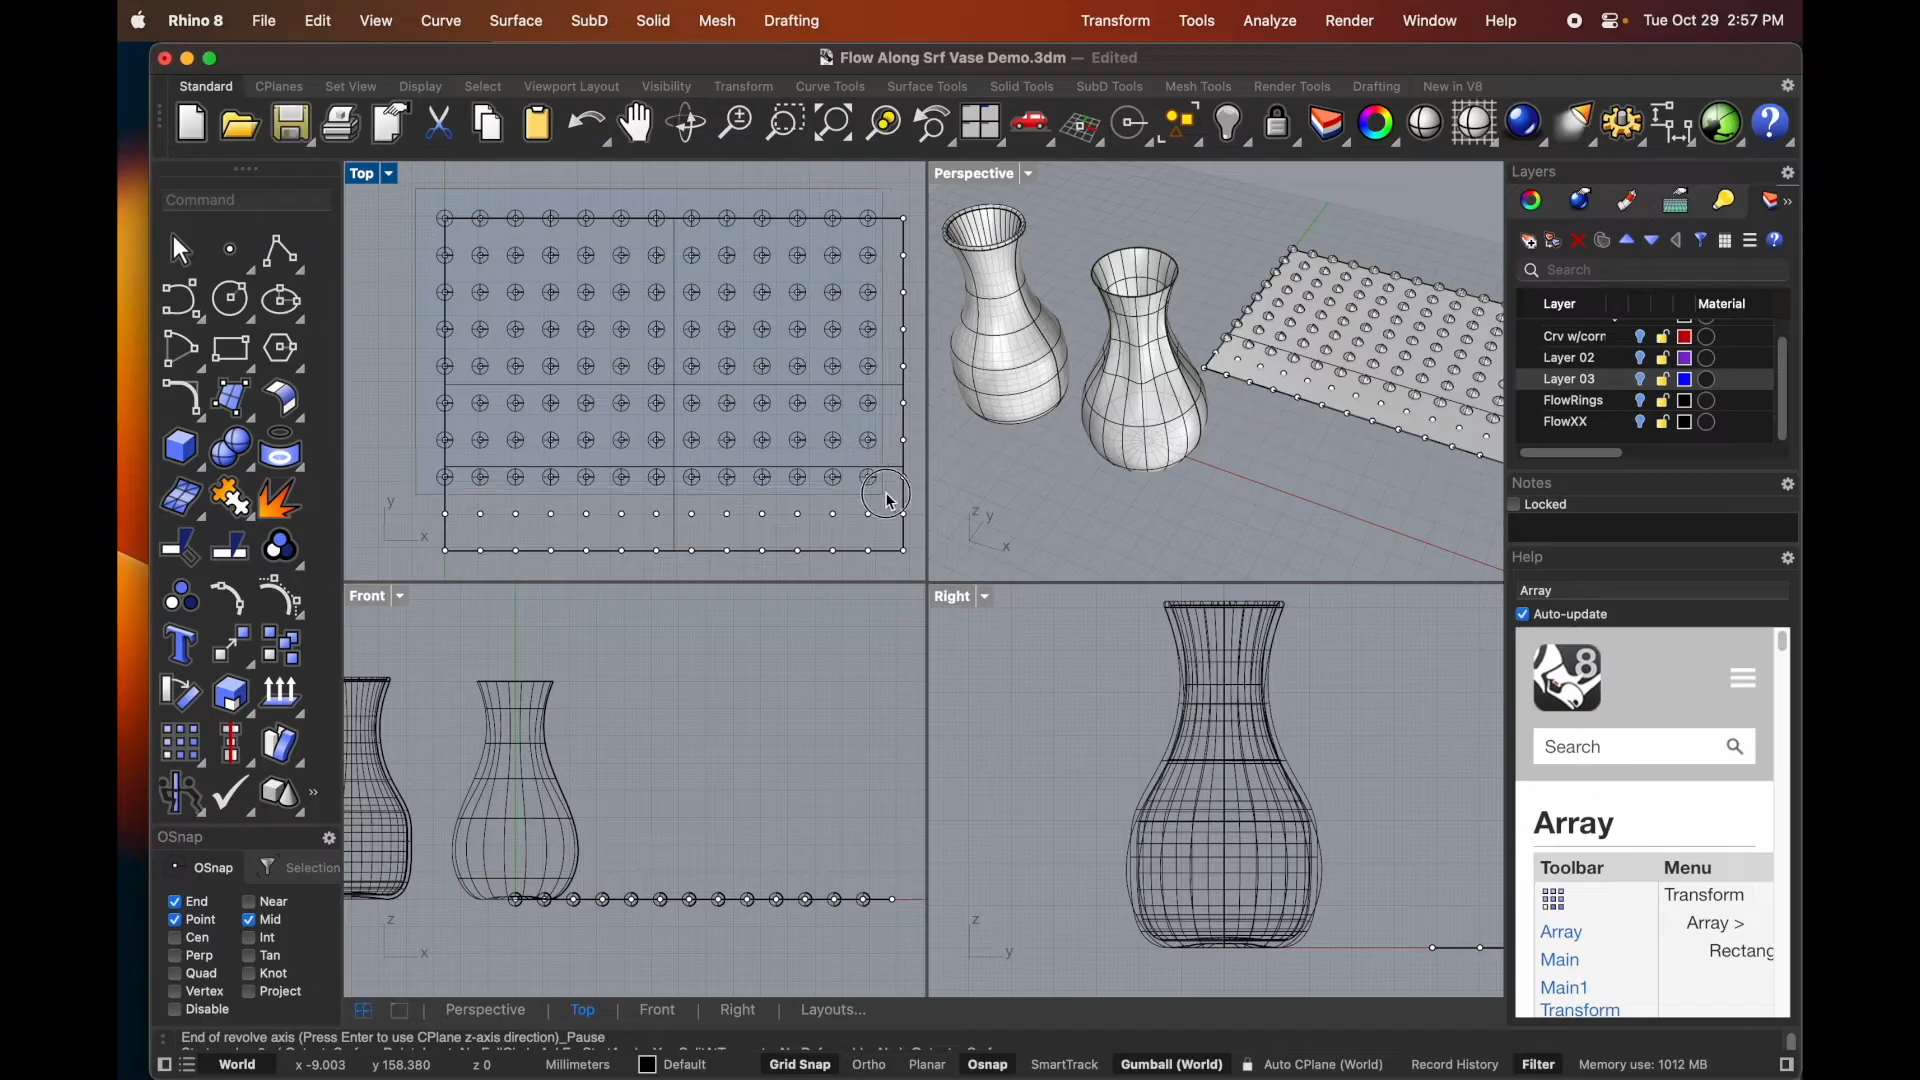 Rhino 8 File Edit View Curve Surface SubD Solid Mesh Drafting Transform Tools Analyze Render Window Help Tue Oct 29 2:57 PM
Flow Along Srf Vase Demo.3dm — Edited
Standard CPlanes Set View Display Select Viewport Layout Visibility Transform Curve Tools Surface Tools Solid Tools SubD Tools Mesh Tools Render Tools Drafting New in V8
Command
Top
Perspective
Layers
Search
Layer Material
Crv w/corn
Layer 02
Layer 03
FlowRings
FlowXX
Notes
Locked
Help
Array
Auto-update
8
Search
Array
Toolbar Menu
Transform
Array >
Array
Rectang
Main
Main1
Transform
y
x
z y
x
Front
Right
z
x
z
y
OSnap
OSnap Selection
End Near
Point Mid
Cen Int
Perp Tan
Quad Knot
Vertex Project
Disable
Perspective Top Front Right Layouts...
End of revolve axis (Press Enter to use CPlane z-axis direction)_Pause
World x -9.003 y 158.380 z 0 Millimeters Default Grid Snap Ortho Planar Osnap SmartTrack Gumball (World) Auto CPlane (World) Record History Filter Memory use: 1012 MB